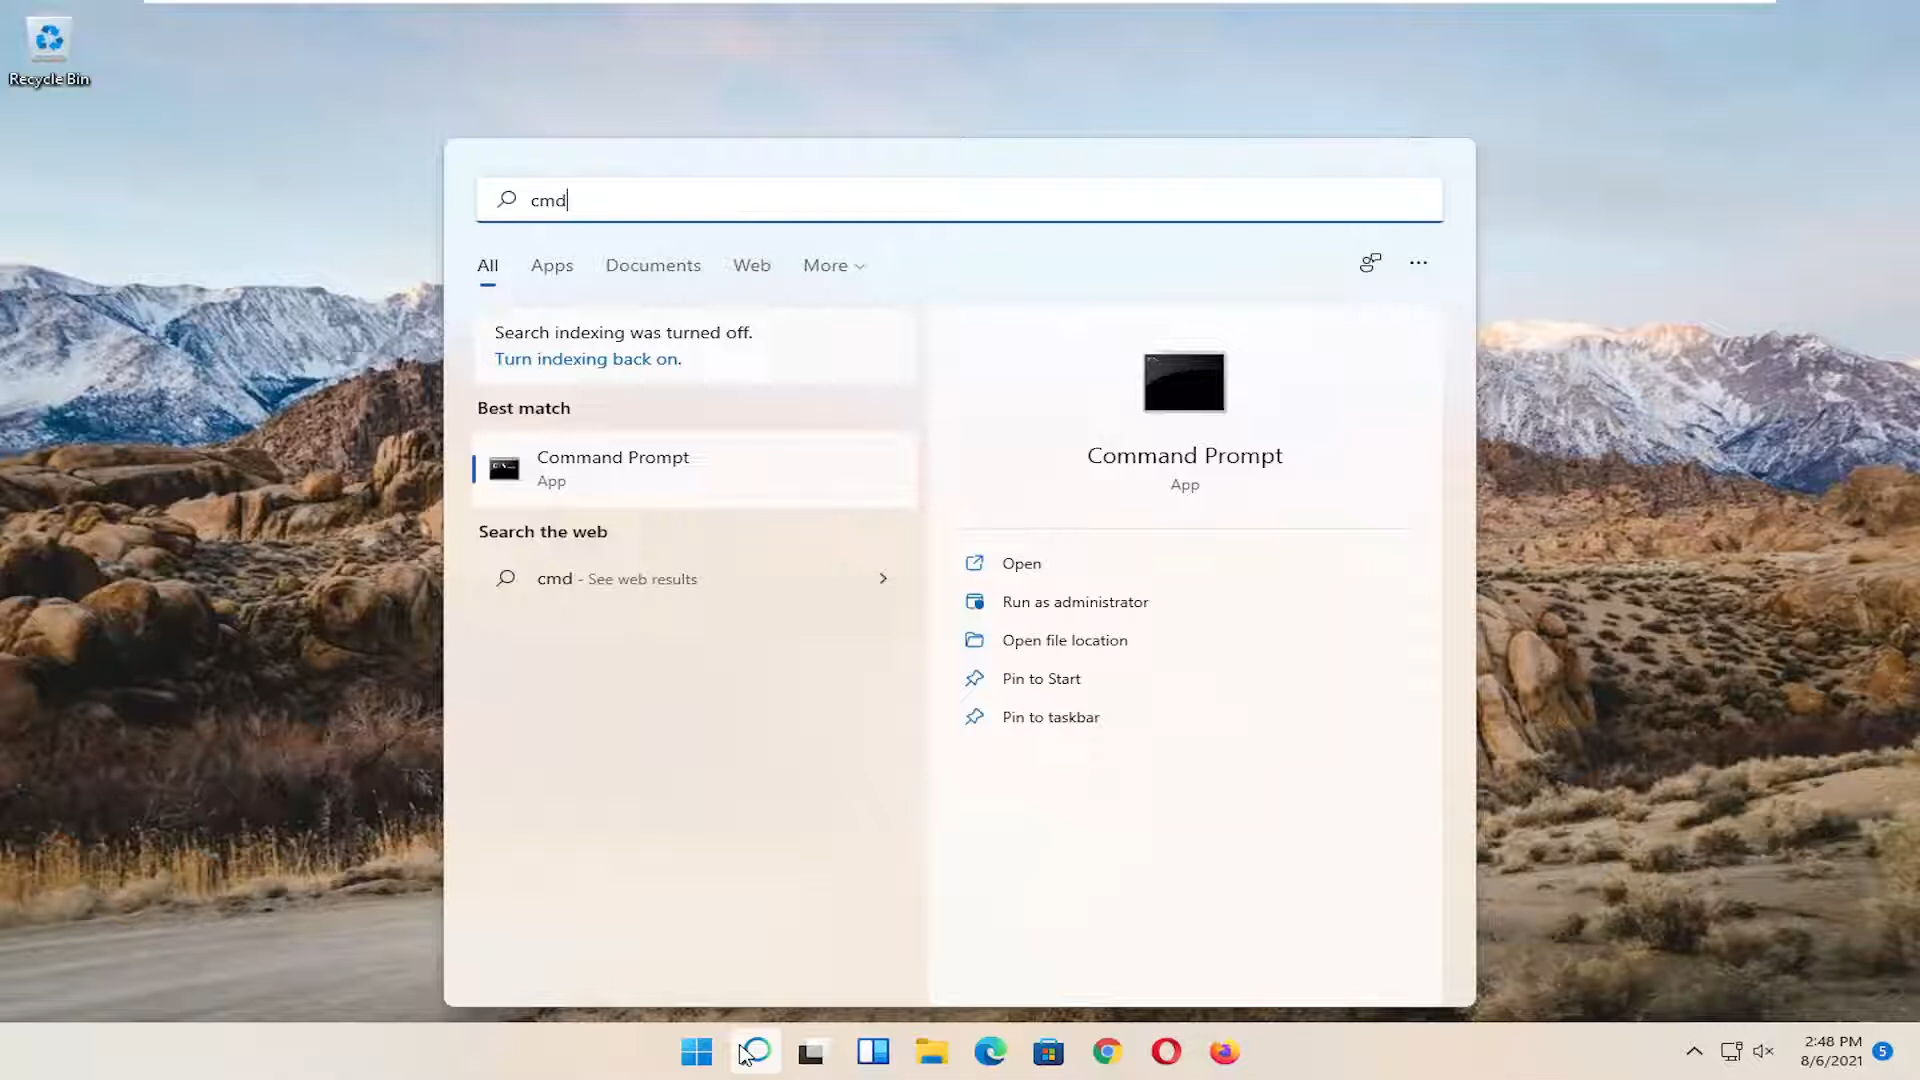 Recycle Bin
cmd
All Apps Documents Web More
Search indexing was turned off.
Turn indexing back on.
Best match
Command Prompt
App
Search the web
cmd - See web results
Command Prompt
App
Open
Run as administrator
Open file location
Pin to Start
Pin to taskbar
2:48 PM
8/6/2021
5